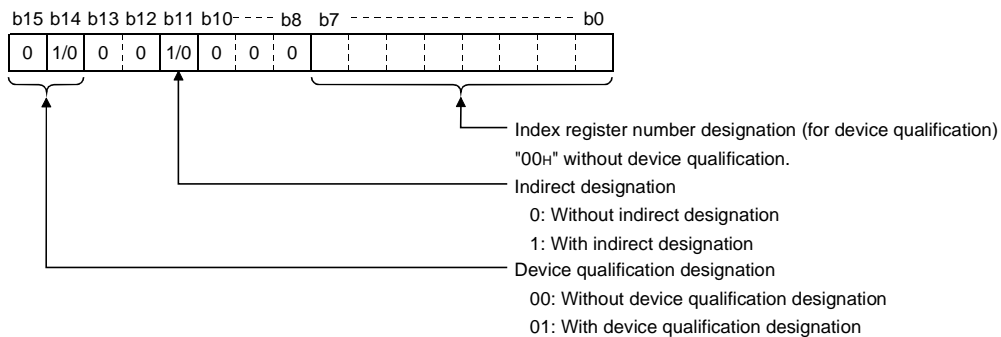 b15 b14 b13 b12 b11 b10 b8 b7 b0
0 1/0 0 0 1/0 0 0 0
Index register number designation (for device qualification)
"00H" without device qualification.
Indirect designation
0: Without indirect designation
1: With indirect designation
Device qualification designation
00: Without device qualification designation
01: With device qualification designation